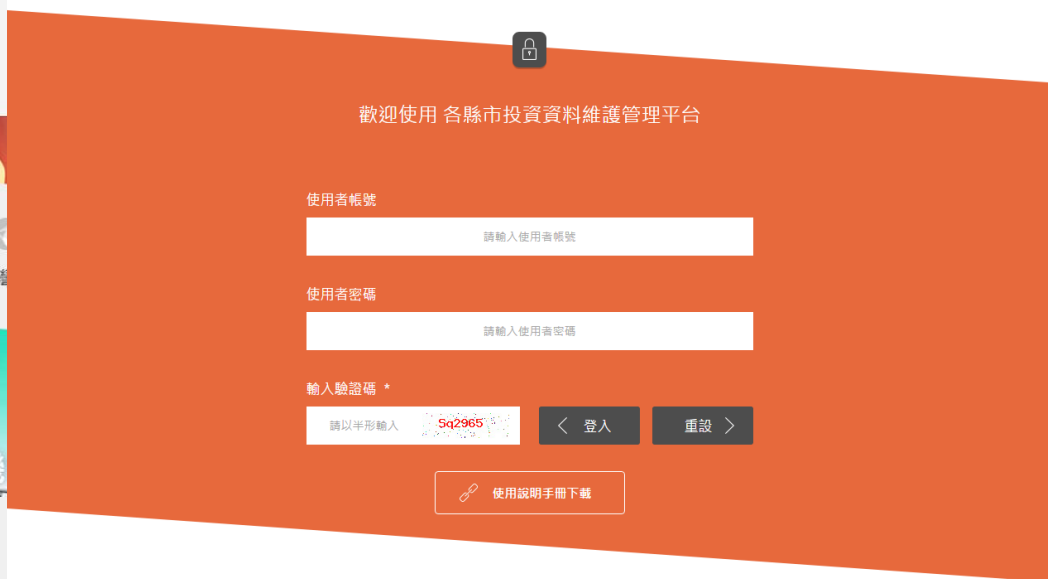 歡迎使用 各縣市投資資料維護管理平台
使用者帳號
請輸入使用者帳號
使用者密碼
請輸入使用者密碼
輸入驗證碼 *
請以半形輸入 Sq2965 登入 重設
使用說明手冊下載